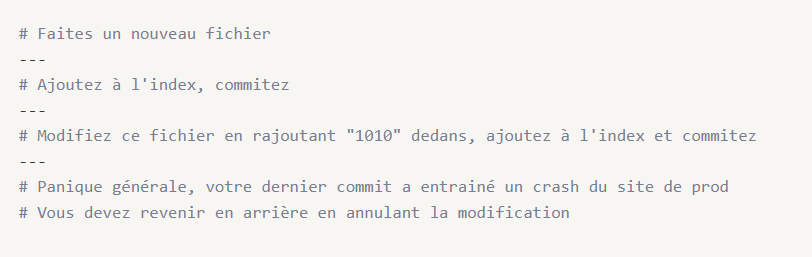 # Faites un nouveau fichier
---
# Ajoutez à l'index, commitez
---
# Modifiez ce fichier en rajoutant "1010" dedans, ajoutez à l'index et commitez
---
# Panique générale, votre dernier commit a entrainé un crash du site de prod
# Vous devez revenir en arrière en annulant la modification